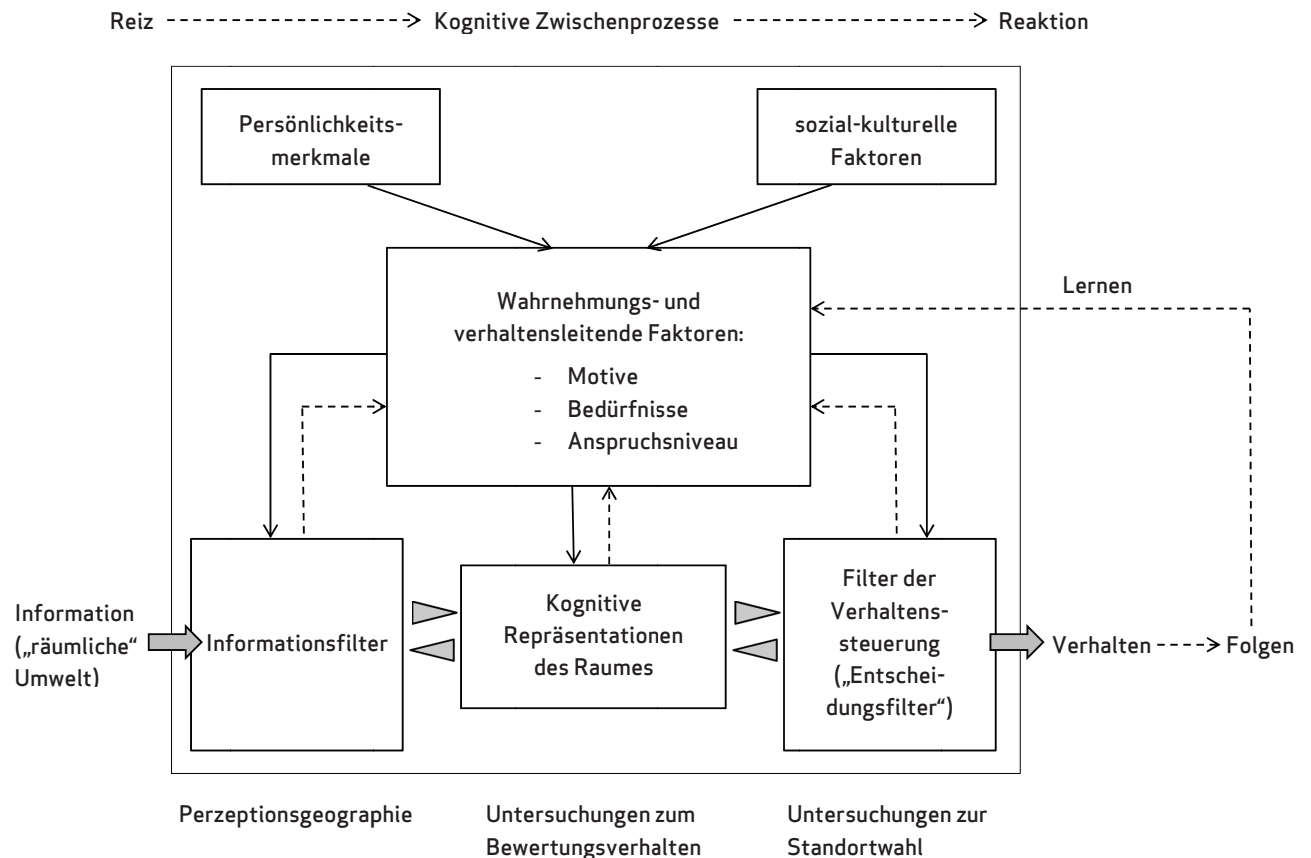 Reiz
Kognitive Zwischenprozesse
Reaktion
Persönlichkeits-
merkmale
sozial-kulturelle
Faktoren
Wahrnehmungs- und
verhaltensleitende Faktoren:
- Motive
- Bedürfnisse
- Anspruchsniveau
Lernen
Information
(„räumliche“
Umwelt)
Informationsfilter
Kognitive
Repräsentationen
des Raumes
Filter der
Verhaltens-
steuerung
(„Entschei-
dungsfilter“)
Verhalten
Folgen
Perzeptionsgeographie
Untersuchungen zum
Bewertungsverhalten
Untersuchungen zur
Standortwahl